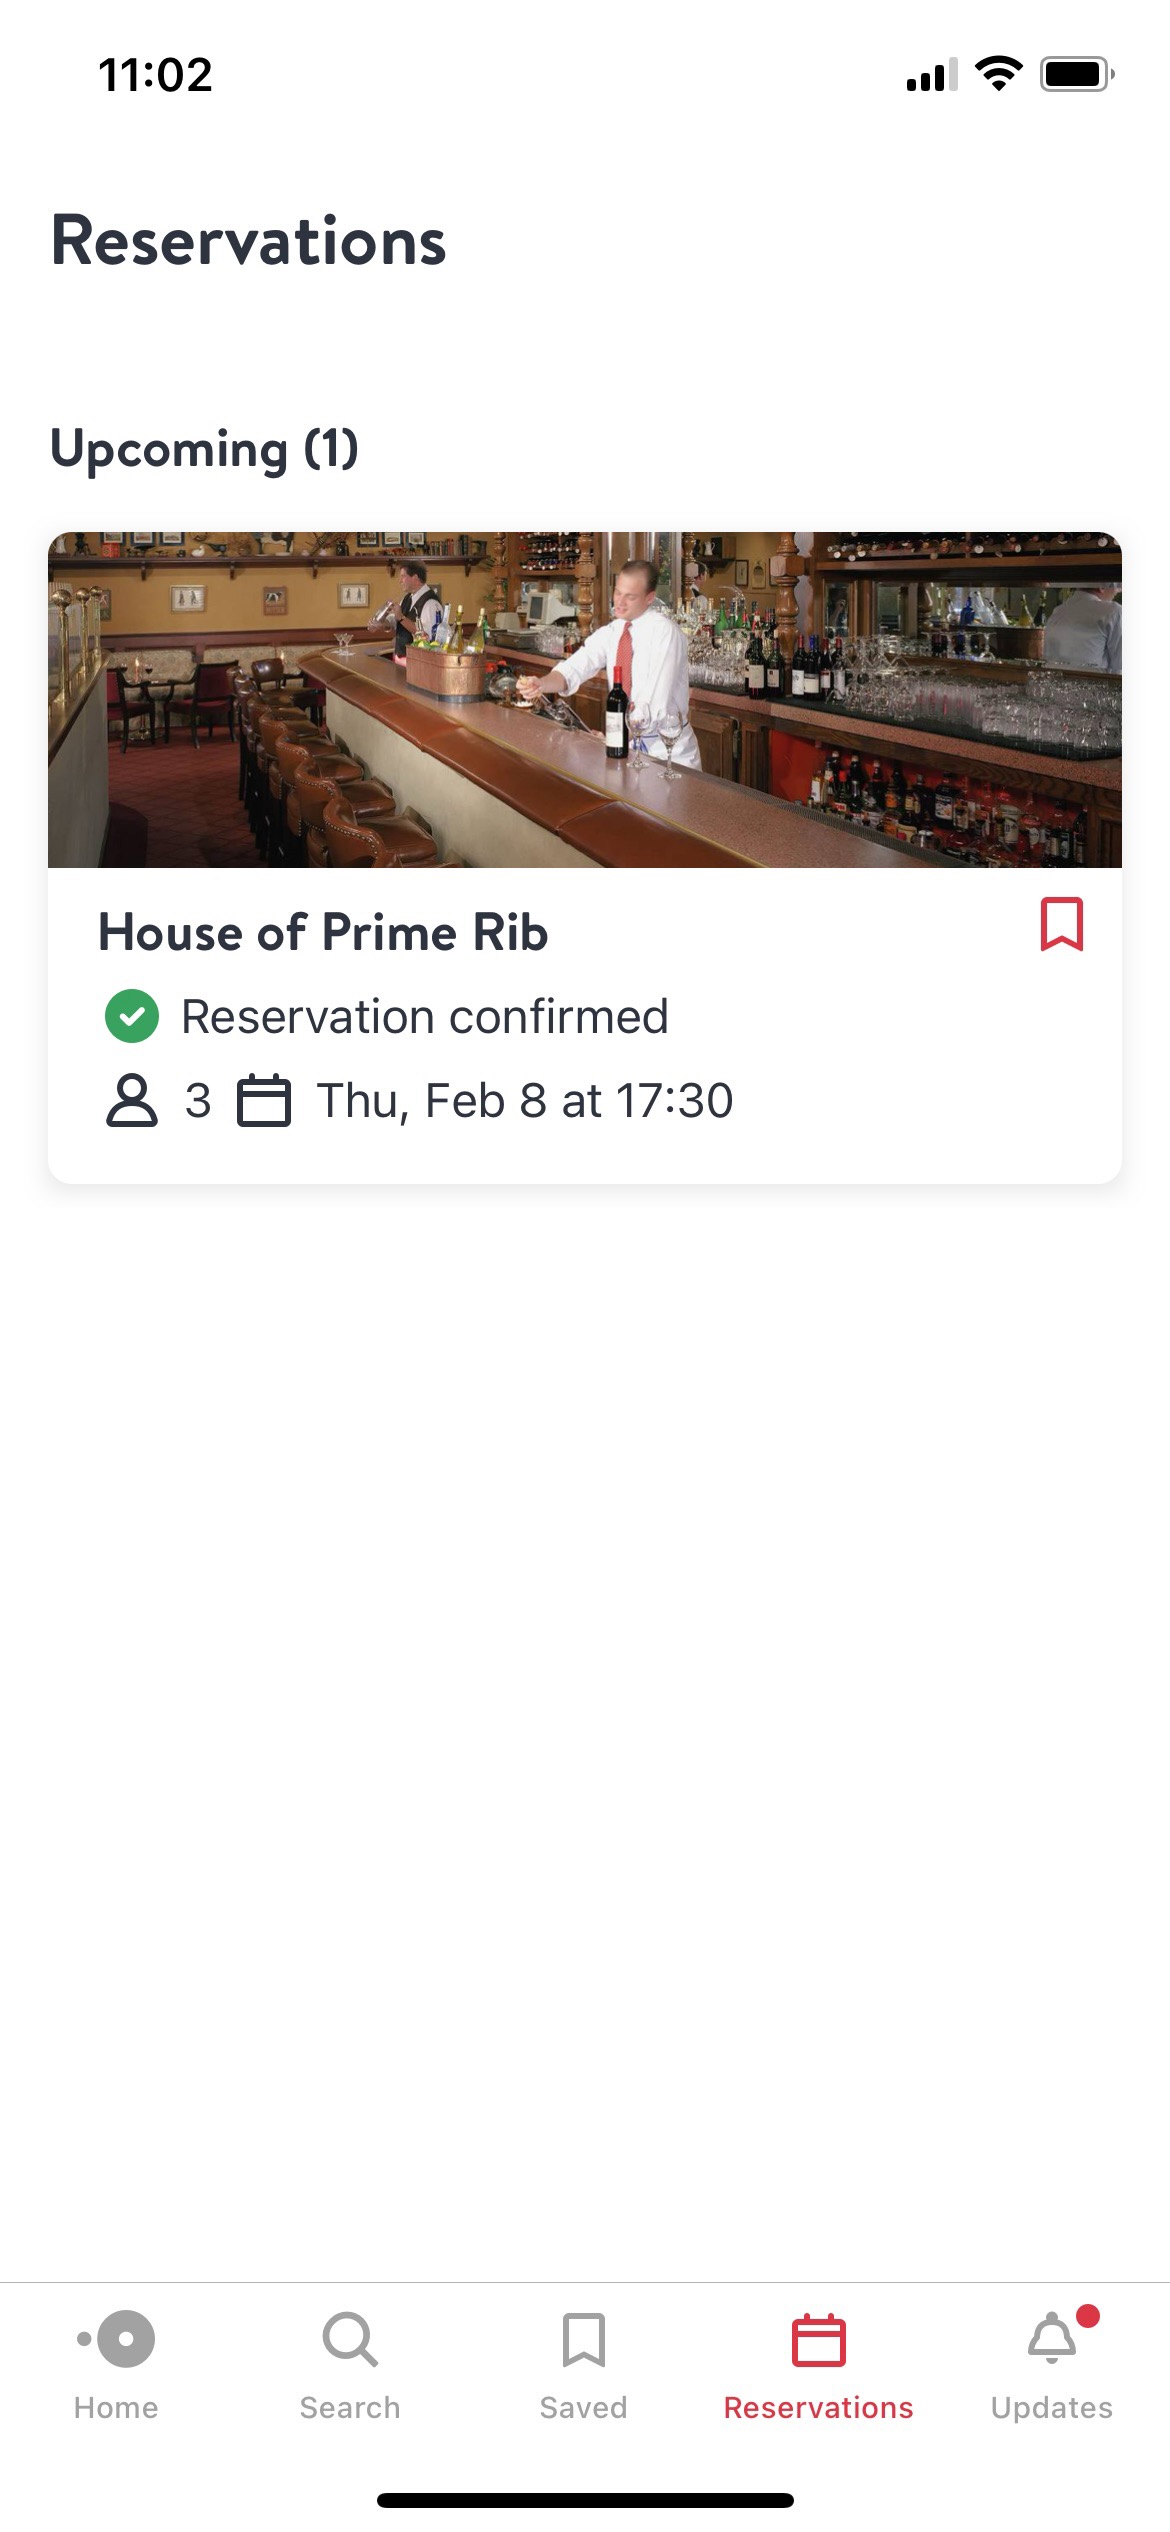 11:02
Reservations
Upcoming (1)
House of Prime Rib
Reservation confirmed
3 Thu, Feb 8 at 17:30
Home Search Saved Reservations Updates